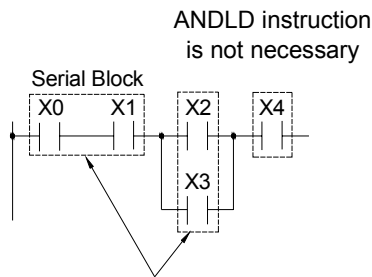 ANDLD instruction
is not necessary
Serial Block
X0 X1 X2 X4
X3